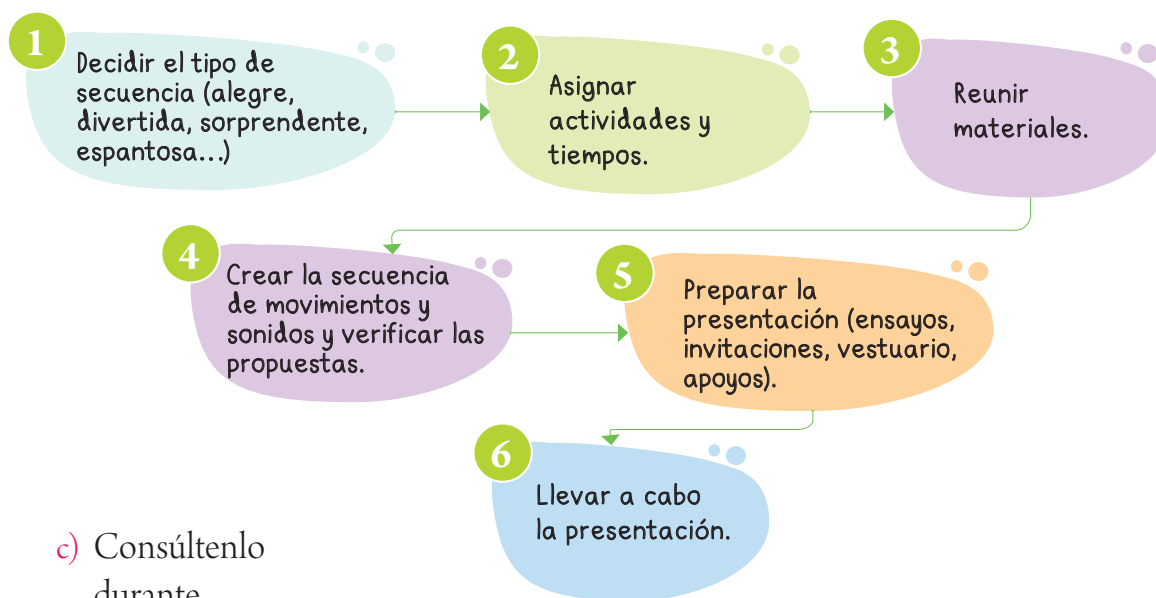 1
Decidir el tipo de
secuencia (alegre,
divertida, sorprendente,
espantosa...)
2
Asignar
actividades y
tiempos.
3
Reunir
materiales.
4
Crear la secuencia
de movimientos y
sonidos y verificar las
propuestas.
5
Preparar la
presentación (ensayos,
invitaciones, vestuario,
apoyos).
6
Llevar a cabo
la presentación.
c) Consúltenlo
durante